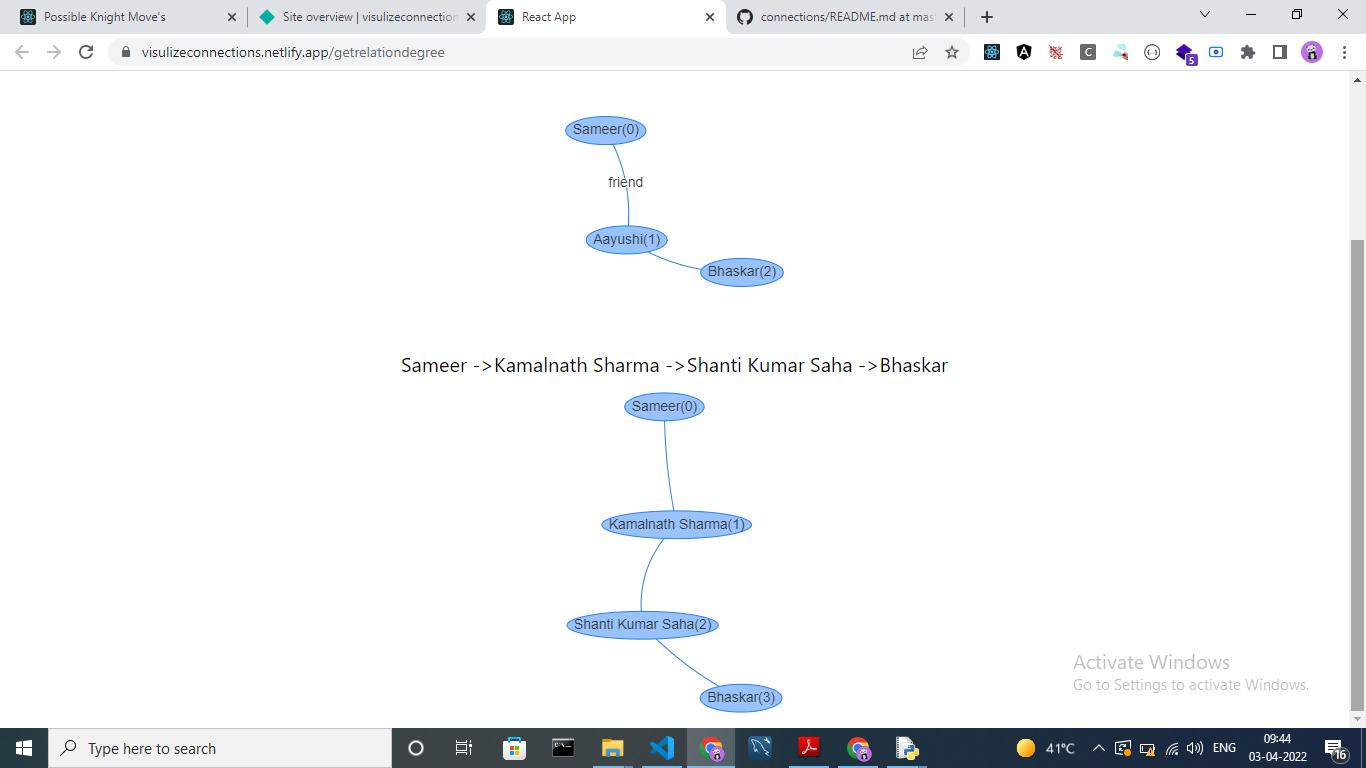 Possible Knight Move's
Site overview | visulizeconnection
React App
connections/README.md at mas
visulizeconnections.netlify.app/getrelationdegree
5
Sameer(0)
friend
Aayushi(1)
Bhaskar(2)
Sameer ->Kamalnath Sharma ->Shanti Kumar Saha ->Bhaskar
Sameer(0)
Kamalnath Sharma(1)
Shanti Kumar Saha(2)
Bhaskar(3)
Activate Windows
Go to Settings to activate Windows.
Type here to search
41°C
ENG
09:44
03-04-2022
16